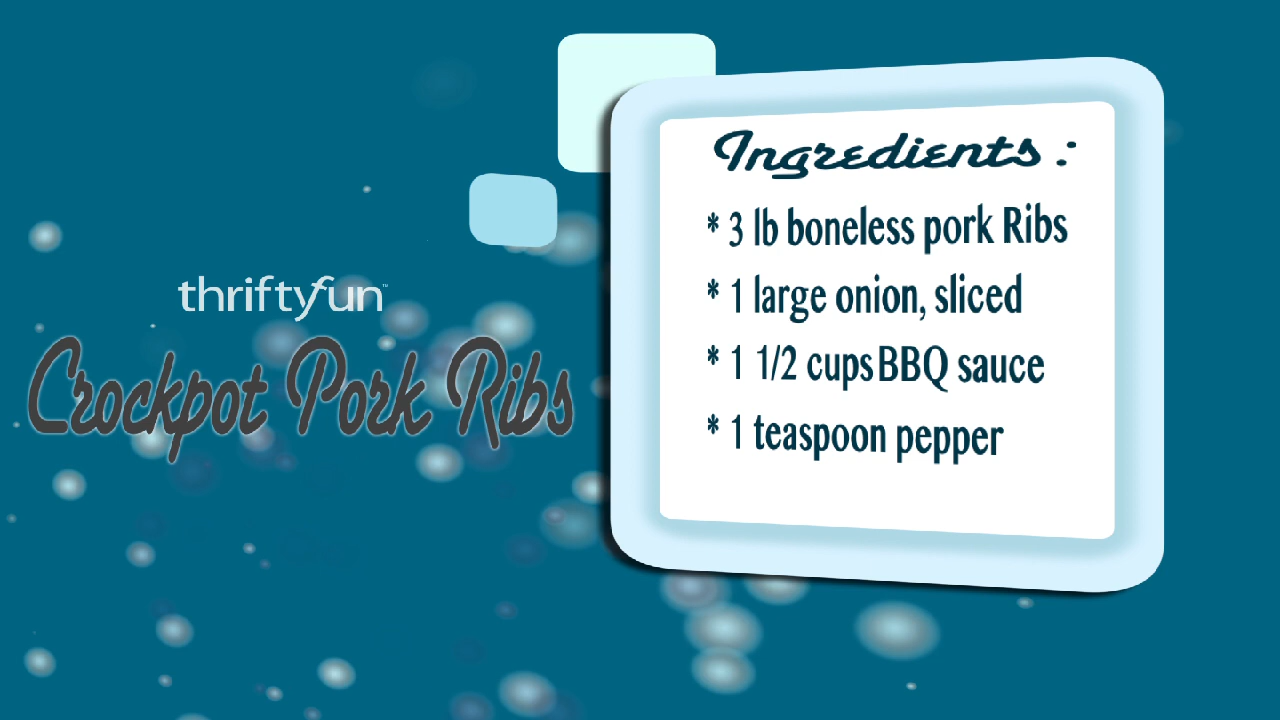 thriftyfun™
Crockpot Pork Ribs
Ingredients :
* 3 lb boneless pork Ribs
* 1 large onion, sliced
* 1 1/2 cups BBQ sauce
* 1 teaspoon pepper